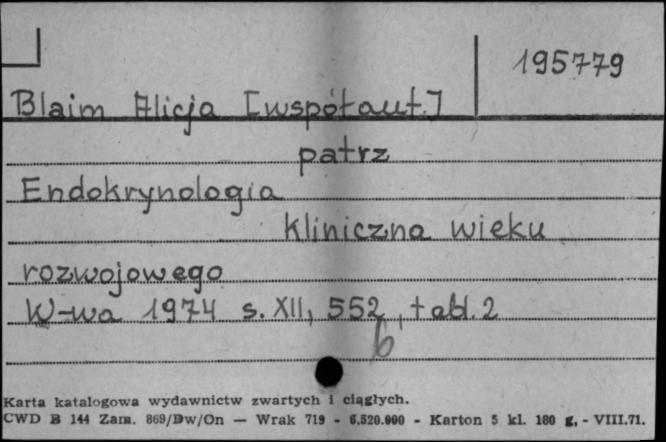 195779
Blaim Alicja [współaut.]
patrz
Endokrynologia
kliniczna wieku
rozwojowego
W-wa 1974 s. XII, 552, tabl. 2
6
Karta katalogowa wydawnictw zwartych i ciągłych.
CWD B 144 Zam. 869/Dw/On — Wrak 719 - 6.520.000 - Karton 5 kl. 180 g. - VIII.71.